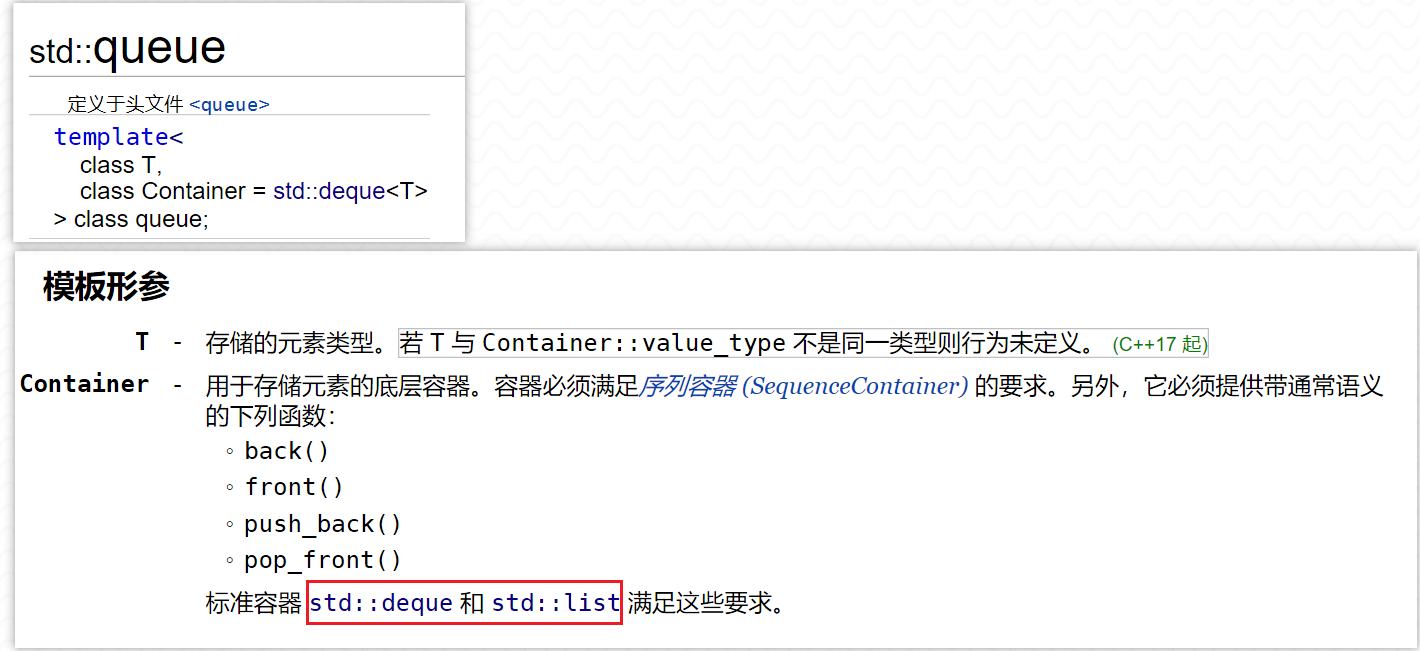 std::queue
定义于头文件 <queue>
template<
class T,
class Container = std::deque<T>
> class queue;
模板形参
T - 存储的元素类型。若 T 与 Container::value_type 不是同一类型则行为未定义。 (C++17 起)
Container - 用于存储元素的底层容器。容器必须满足序列容器 (SequenceContainer) 的要求。另外，它必须提供带通常语义
的下列函数：
◦ back()
◦ front()
◦ push_back()
◦ pop_front()
标准容器 std::deque 和 std::list 满足这些要求。